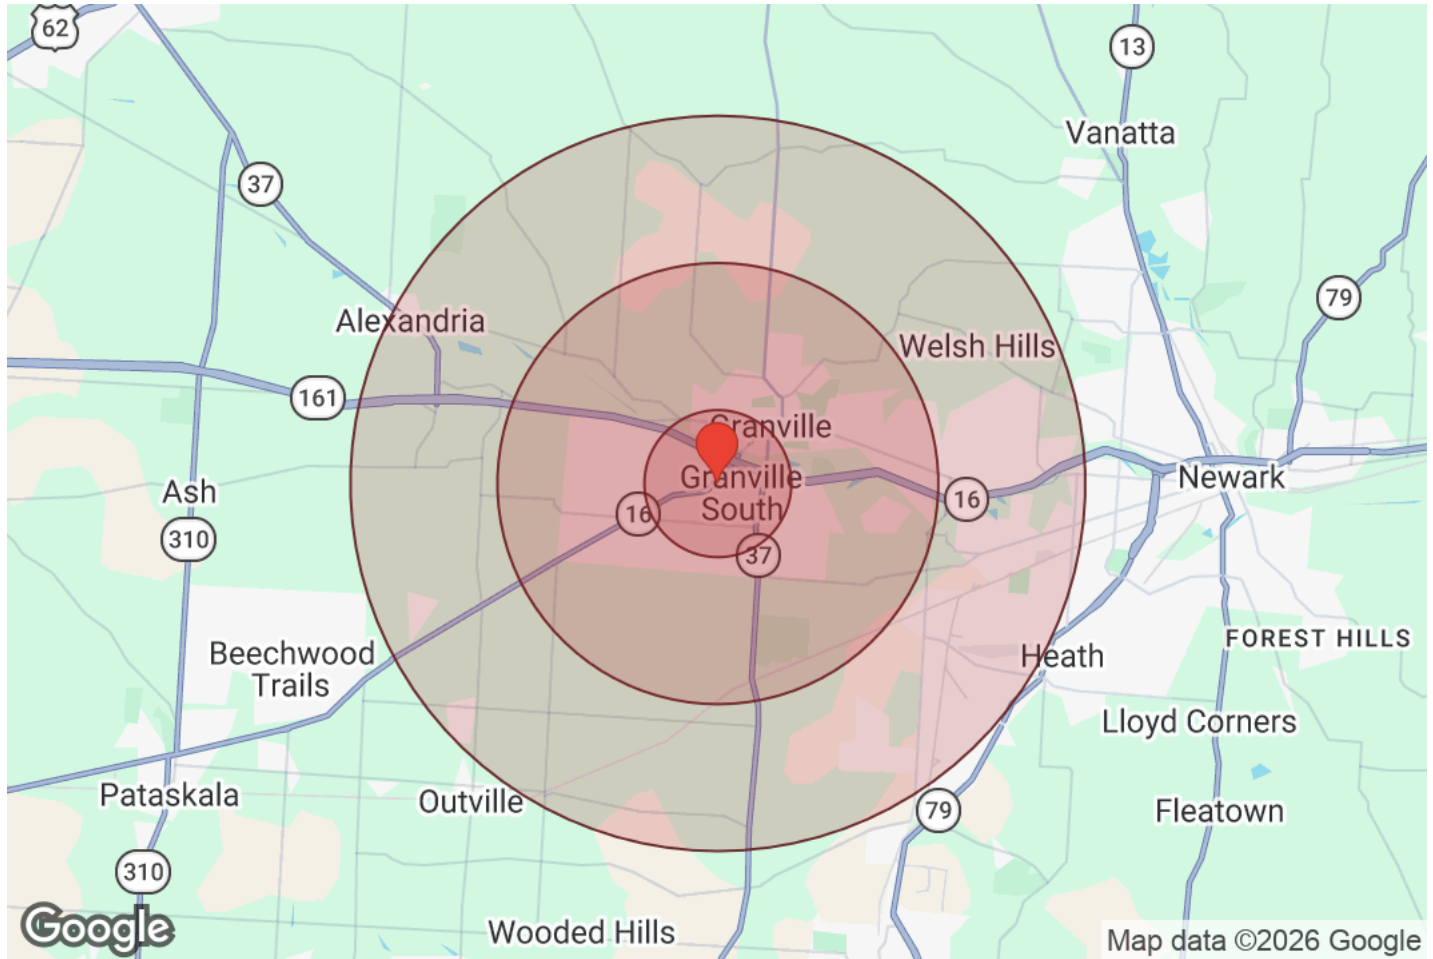 62
13
Vanatta
37
79
Alexandria
Welsh Hills
161
Granville
Granville
South
Newark
Ash
16
16
310
37
FOREST HILLS
Beechwood
Trails
Heath
Lloyd Corners
Pataskala
Outville
79
Fleatown
310
Google
Wooded Hills
Map data ©2026 Google